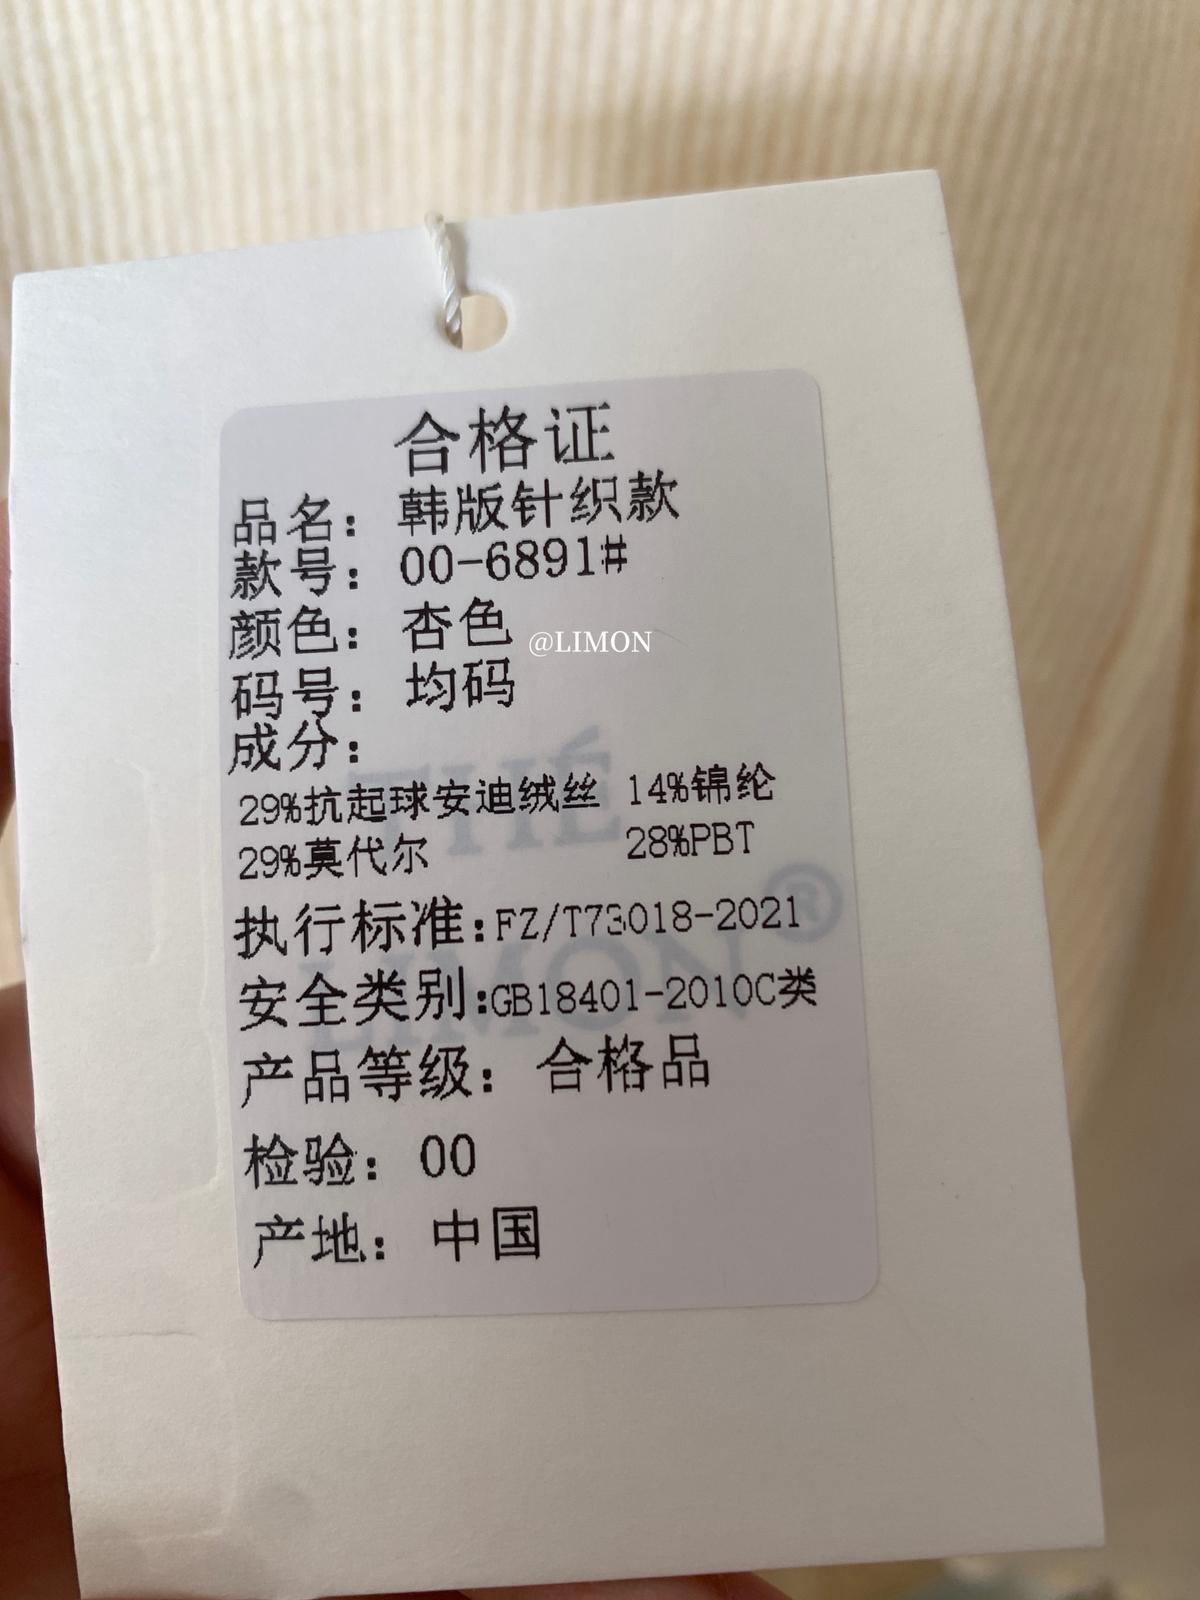 合格证
品名：韩版针织款
款号：00-6891#
颜色：杏色
@LIMON
码号：均码
成分：
29%抗起球安迪绒丝 14%锦纶
29%莫代尔 28%PBT
执行标准:FZ/T73018-2021
安全类别:GB18401-2010C类
产品等级：合格品
检验：00
产地：中国
THÉ
LIMON®